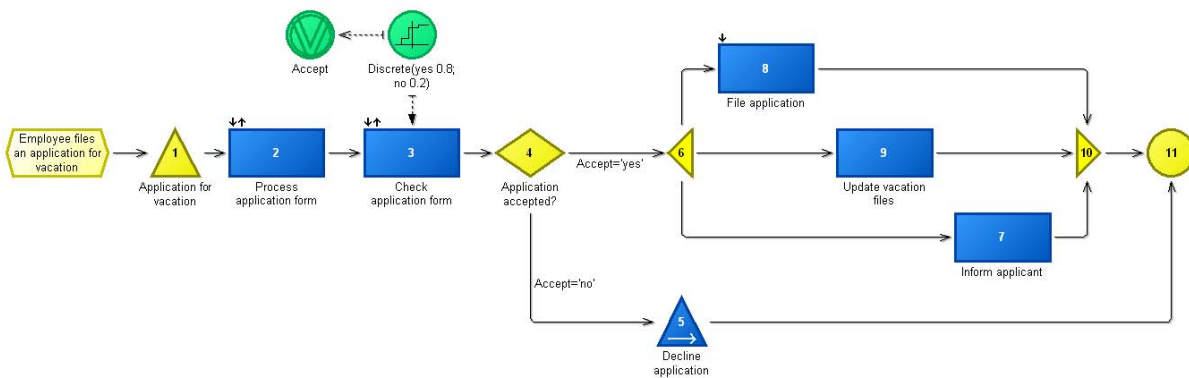 Accept
Discrete(yes 0.8;
no 0.2)
8
File application
Employee files
an application for
vacation
1
Application for
vacation
2
Process
application form
3
Check
application form
4
Application
accepted?
Accept='yes'
6
9
Update vacation
files
10
11
7
Inform applicant
Accept='no'
5
Decline
application